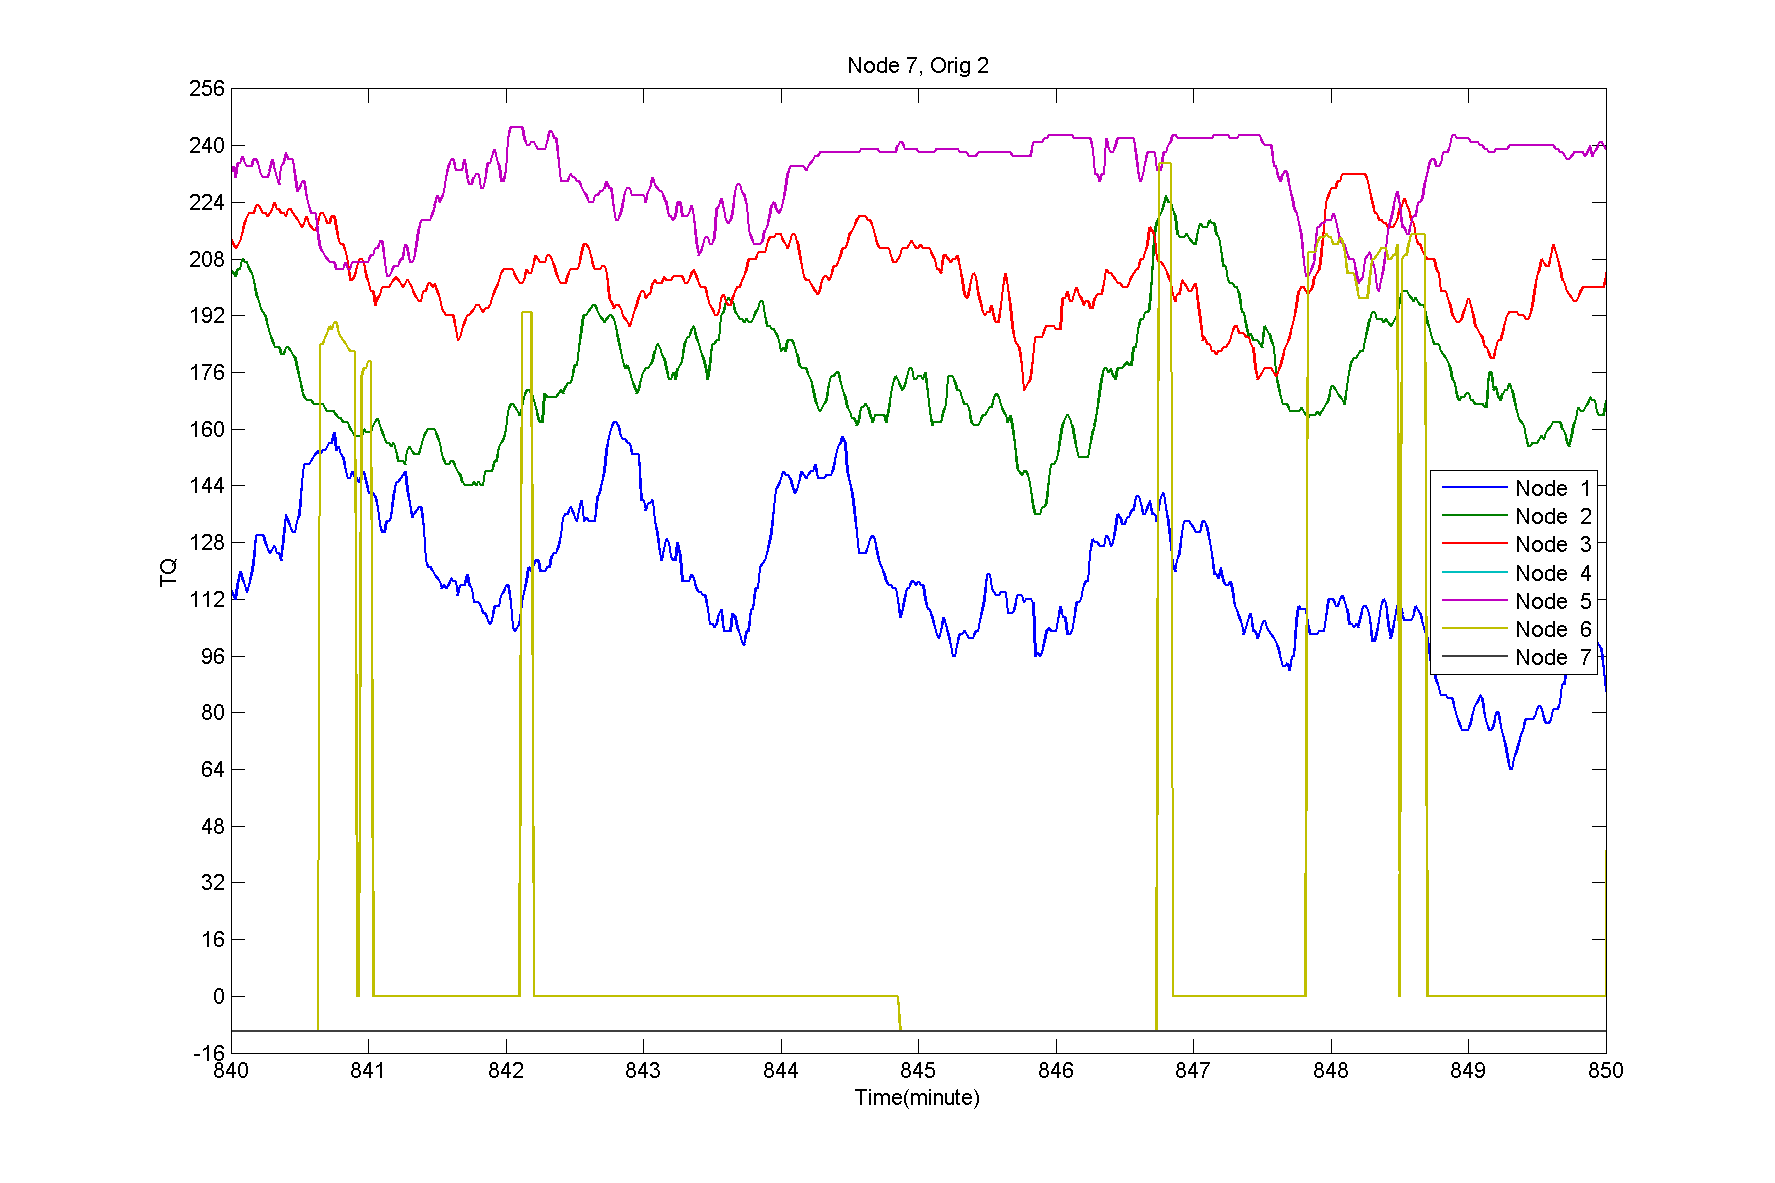 Node 7, Orig 2
256
240
224
208
192
176
160
144
128
112
96
80
64
48
32
16
0
-16
TQ
Node 1
Node 2
Node 3
Node 4
Node 5
Node 6
Node 7
840 841 842 843 844 845 846 847 848 849 850
Time(minute)